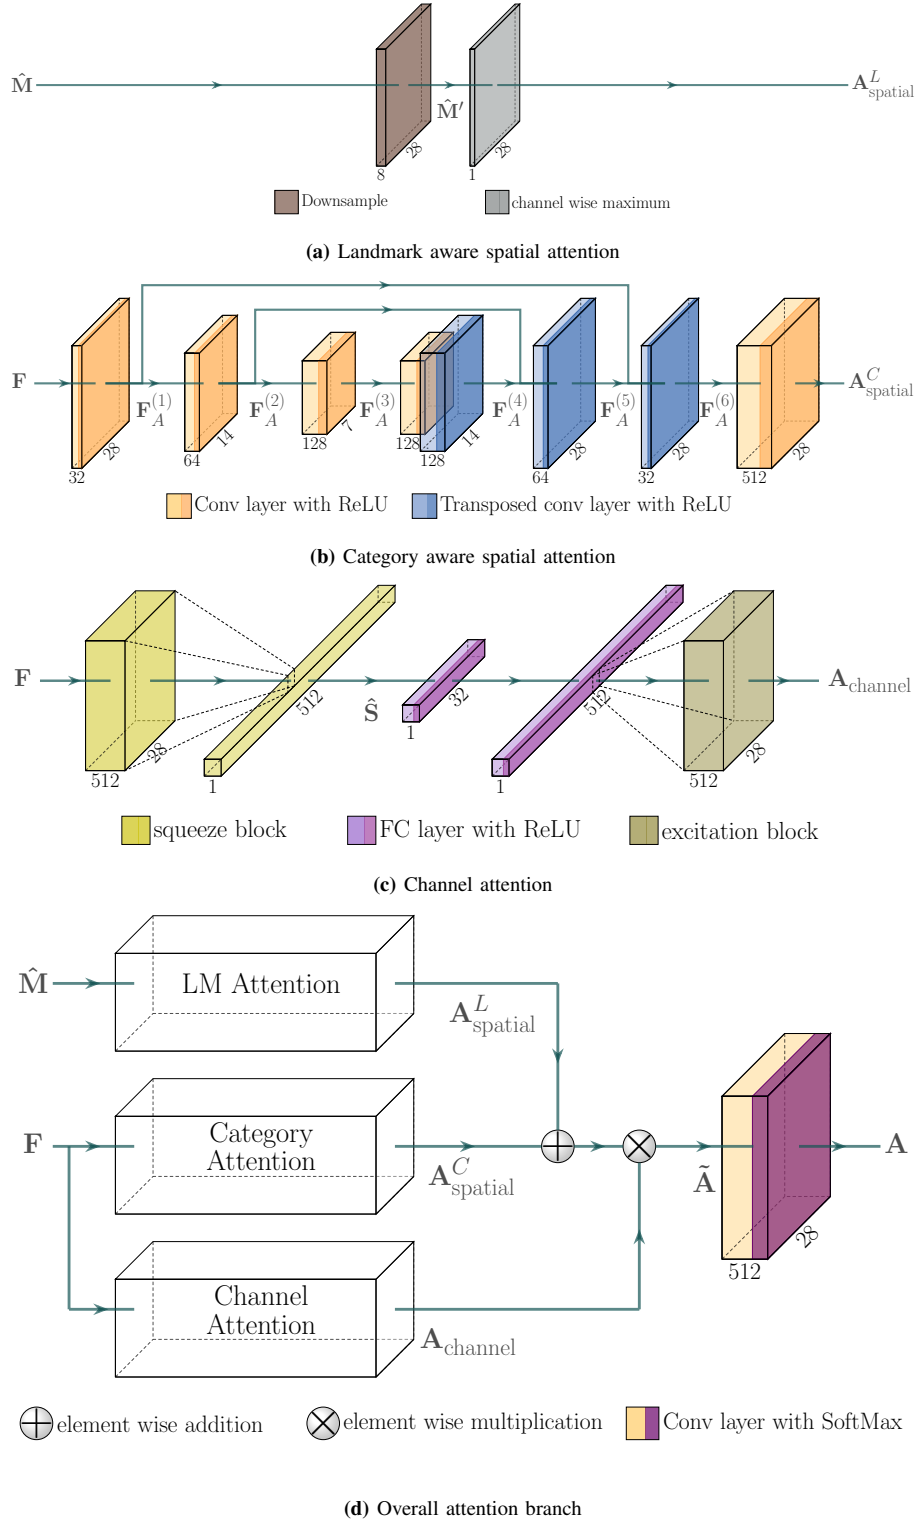 M̂
M̂′
A^L_spatial
8
28
1
28
Downsample
channel wise maximum
(a) Landmark aware spatial attention
F
F_A^(1)
F_A^(2)
F_A^(3)
F_A^(4)
F_A^(5)
F_A^(6)
A^C_spatial
32
28
64
14
128
7
128
128
14
64
28
32
28
512
28
Conv layer with ReLU
Transposed conv layer with ReLU
(b) Category aware spatial attention
F
512
28
1
512
Ŝ
1
32
1
512
512
28
A_channel
squeeze block
FC layer with ReLU
excitation block
(c) Channel attention
M̂
LM Attention
A^L_spatial
F
Category
Attention
A^C_spatial
Ã
512
28
A
Channel
Attention
A_channel
element wise addition
element wise multiplication
Conv layer with SoftMax
(d) Overall attention branch